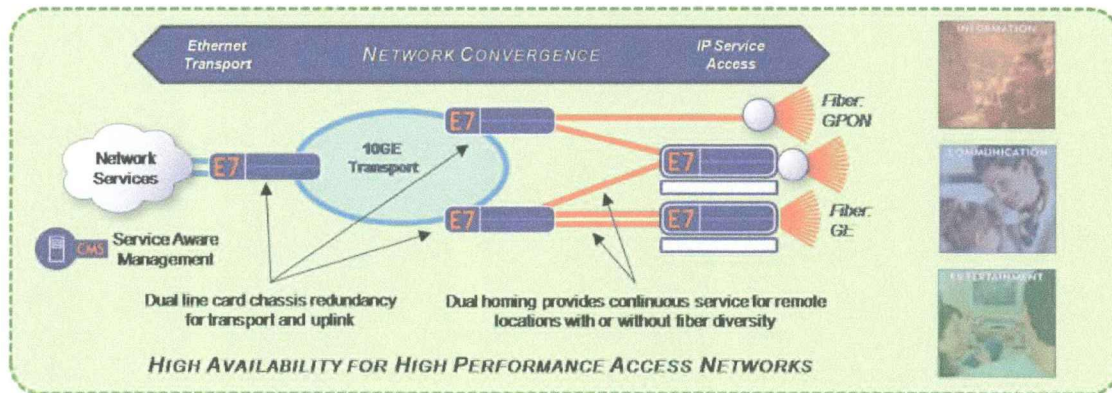 Ethernet
Transport
NETWORK CONVERGENCE
IP Service
Access
INFORMATION
Fiber:
GPON
E7
E7
10GE
Transport
Network
Services
E7
E7
COMMUNICATION
E7
E7
Fiber:
GE
CMS
Service Aware
Management
ENTERTAINMENT
Dual line card chassis redundancy
for transport and uplink
Dual homing provides continuous service for remote
locations with or without fiber diversity
HIGH AVAILABILITY FOR HIGH PERFORMANCE ACCESS NETWORKS